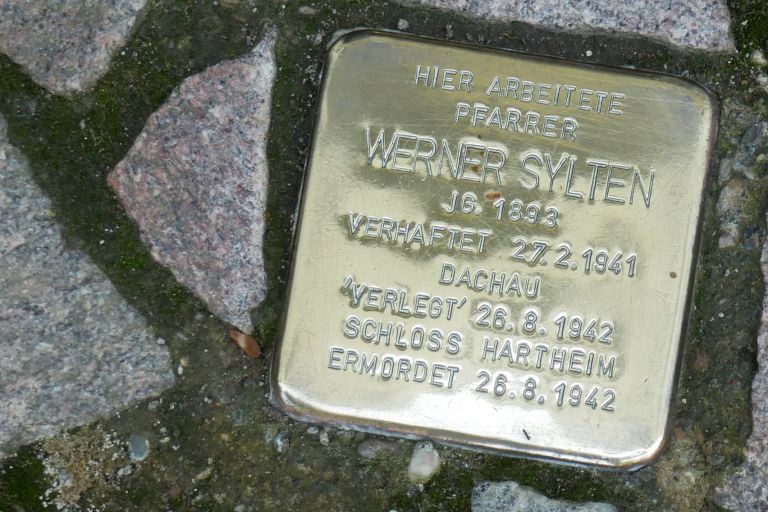 HIER ARBEITETE
PFARRER
WERNER SYLTEN
JG. 1893
VERHAFTET 27.2.1941
DACHAU
'VERLEGT' 26.8.1942
SCHLOSS HARTHEIM
ERMORDET 26.8.1942